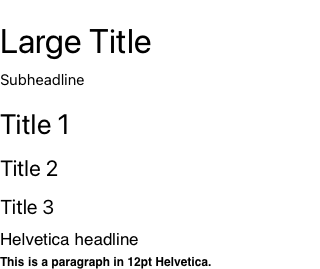 Large Title
Subheadline
Title 1
Title 2
Title 3
Helvetica headline
This is a paragraph in 12pt Helvetica.